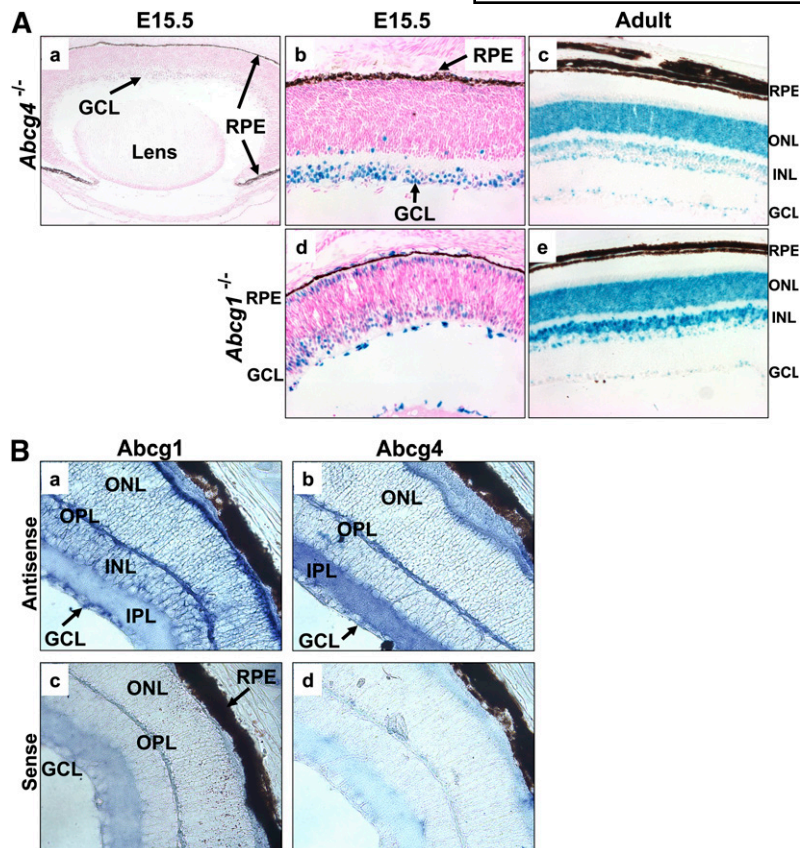 E15.5 E15.5 Adult
A
Abcg4 -/-
a
GCL
RPE
Lens
b
RPE
GCL
c
RPE
ONL
INL
GCL
Abcg1 -/-
d
RPE
GCL
e
RPE
ONL
INL
GCL
B
Abcg1 Abcg4
Antisense
a
ONL
OPL
INL
IPL
GCL
b
ONL
OPL
IPL
GCL
Sense
c
RPE
ONL
OPL
GCL
d